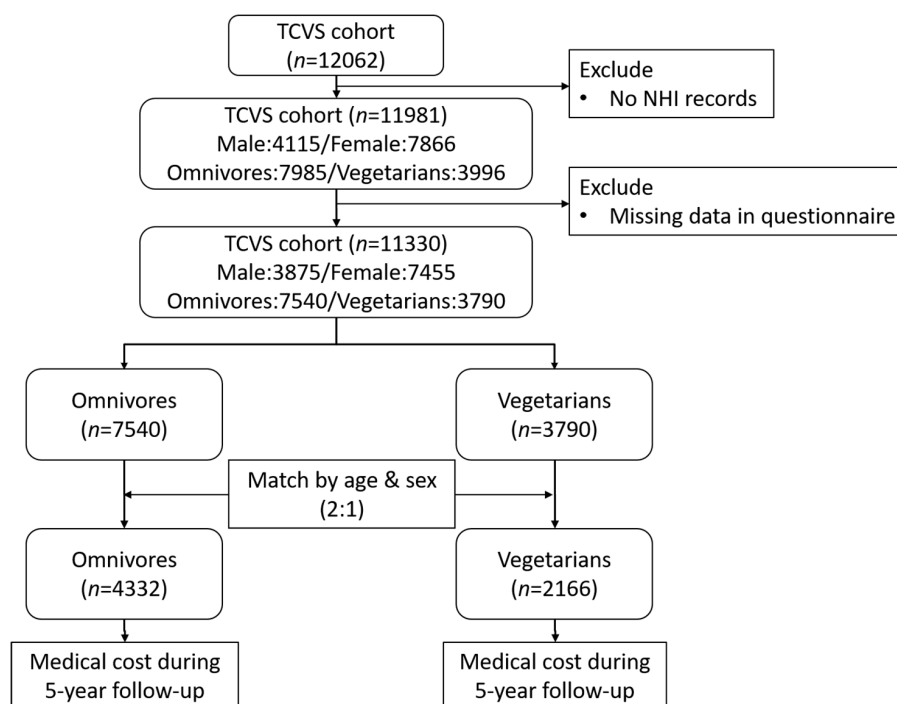 TCVS cohort
(n=12062)
Exclude
• No NHI records
TCVS cohort (n=11981)
Male:4115/Female:7866
Omnivores:7985/Vegetarians:3996
Exclude
• Missing data in questionnaire
TCVS cohort (n=11330)
Male:3875/Female:7455
Omnivores:7540/Vegetarians:3790
Omnivores
(n=7540)
Vegetarians
(n=3790)
Match by age & sex
(2:1)
Omnivores
(n=4332)
Vegetarians
(n=2166)
Medical cost during
5-year follow-up
Medical cost during
5-year follow-up